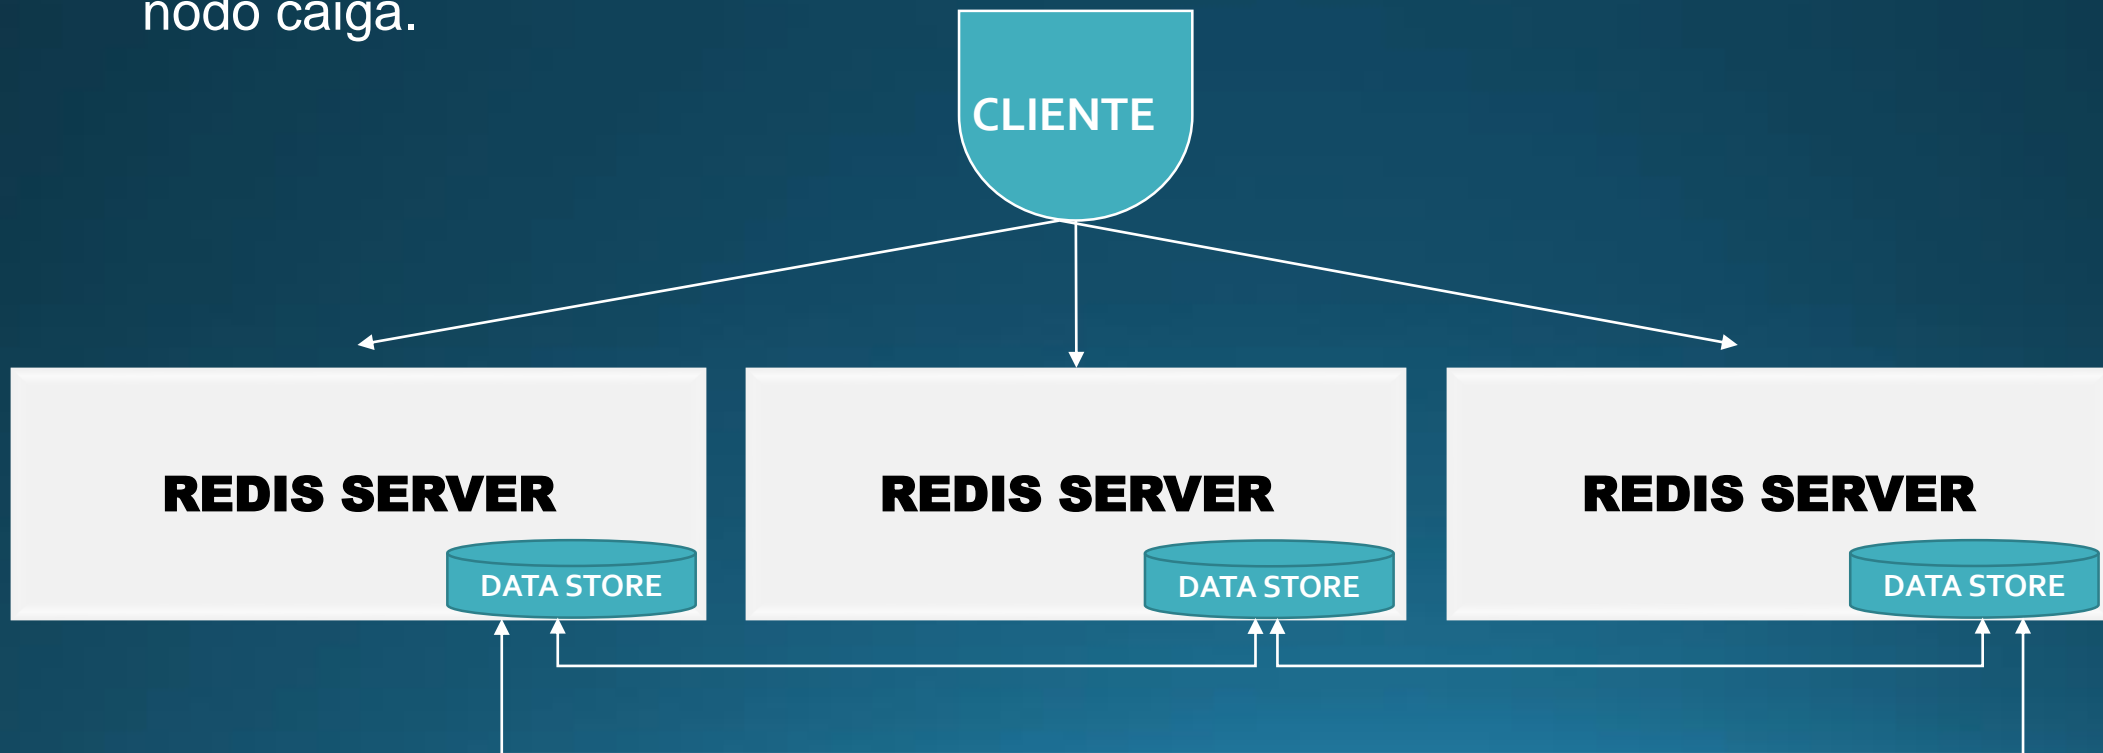 nodo caiga.
CLIENTE
REDIS SERVER
REDIS SERVER
REDIS SERVER
DATA STORE
DATA STORE
DATA STORE